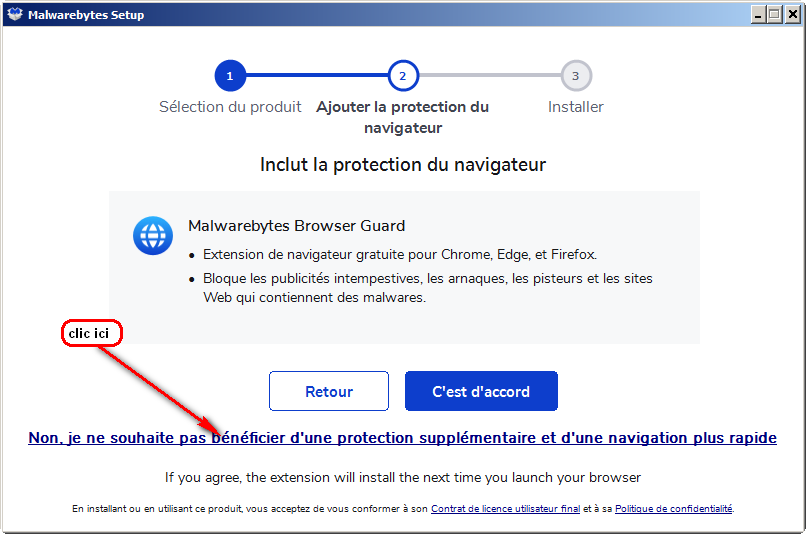 Malwarebytes Setup
1
2
3
Sélection du produit
Ajouter la protection du
navigateur
Installer
Inclut la protection du navigateur
Malwarebytes Browser Guard
• Extension de navigateur gratuite pour Chrome, Edge, et Firefox.
• Bloque les publicités intempestives, les arnaques, les pisteurs et les sites
Web qui contiennent des malwares.
clic ici
Retour
C'est d'accord
Non, je ne souhaite pas bénéficier d'une protection supplémentaire et d'une navigation plus rapide
If you agree, the extension will install the next time you launch your browser
En installant ou en utilisant ce produit, vous acceptez de vous conformer à son Contrat de licence utilisateur final et à sa Politique de confidentialité.